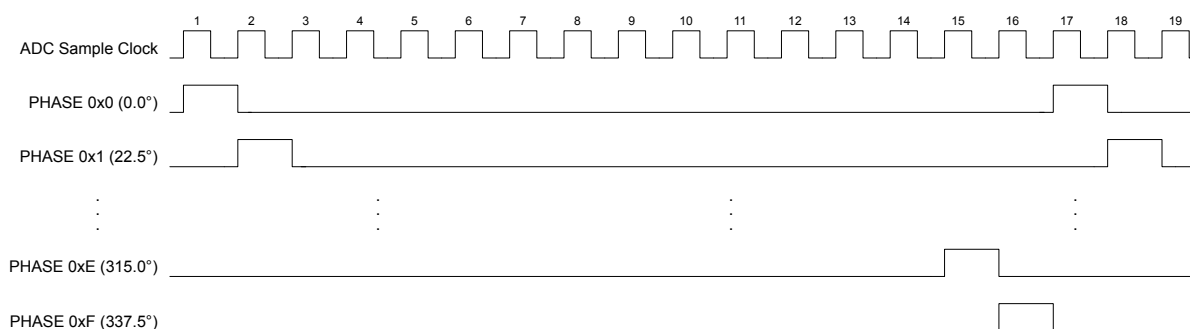 1 2 3 4 5 6 7 8 9 10 11 12 13 14 15 16 17 18 19
ADC Sample Clock
PHASE 0x0 (0.0°)
PHASE 0x1 (22.5°)
PHASE 0xE (315.0°)
PHASE 0xF (337.5°)